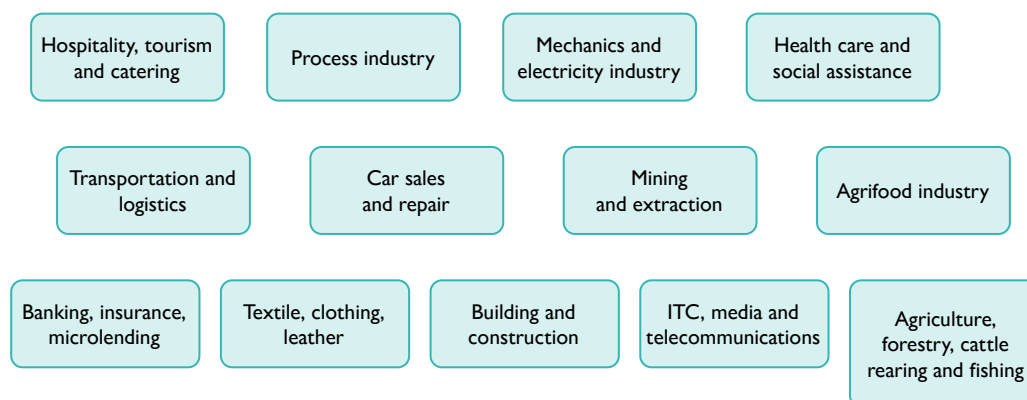 Hospitality, tourism
and catering
Process industry
Mechanics and
electricity industry
Health care and
social assistance
Transportation and
logistics
Car sales
and repair
Mining
and extraction
Agrifood industry
Banking, insurance,
microlending
Textile, clothing,
leather
Building and
construction
ITC, media and
telecommunications
Agriculture,
forestry, cattle
rearing and fishing